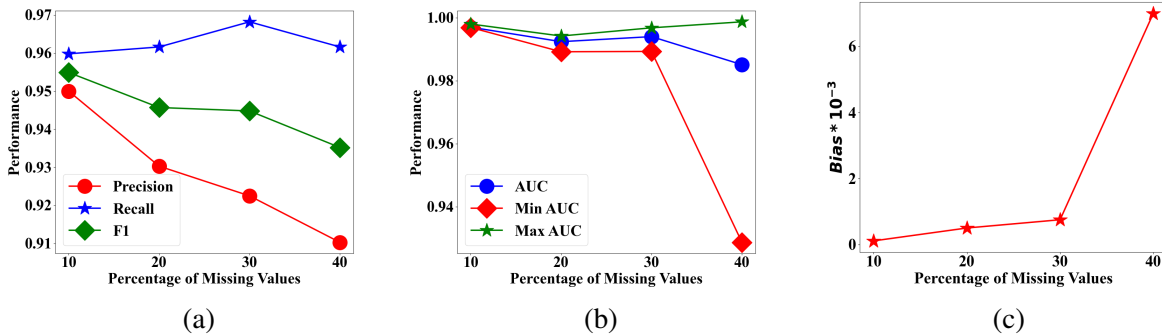 0.97
0.96
0.95
0.94
0.93
0.92
0.91
Performance
Precision
Recall
F1
10 20 30 40
Percentage of Missing Values
(a)
1.00
0.98
0.96
0.94
Performance
AUC
Min AUC
Max AUC
10 20 30 40
Percentage of Missing Values
(b)
6
4
2
0
Bias * 10⁻³
10 20 30 40
Percentage of Missing Values
(c)